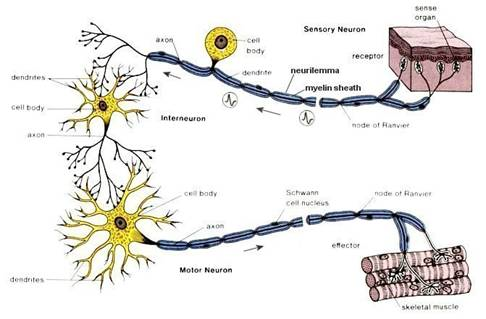 sense
organ
Sensory Neuron
axon
cell
body
receptor
dendrites
dendrite
neurilemma
myelin sheath
cell body
Interneuron
node of Ranvier
axon
cell body
Schwann
cell nucleus
node of Ranvier
axon
effector
Motor Neuron
dendrites
skeletal muscle